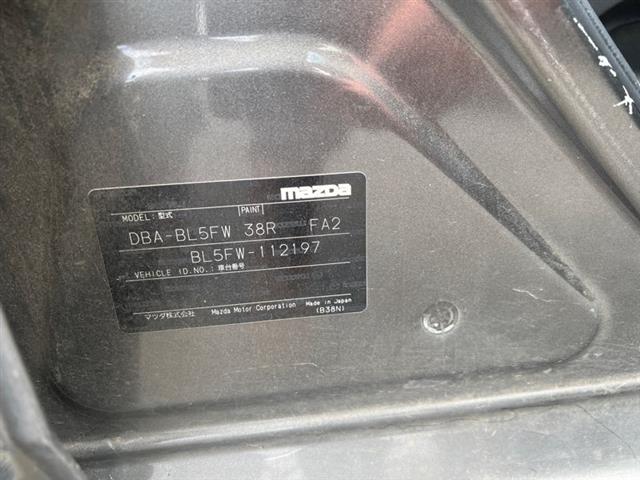 mazda
MODEL: 型式 PAINT
DBA-BL5FW 38R FA2
BL5FW-112197
VEHICLE ID.NO.: 車台番号
マツダ株式会社 Mazda Motor Corporation Made in Japan
(B38N)